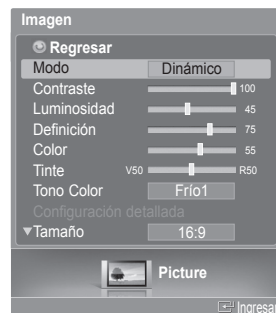 Imagen
Regresar
Modo Dinámico
Contraste 100
Luminosidad 45
Definición 75
Color 55
Tinte V50 R50
Tono Color Frío1
Configuración detallada
▼Tamaño 16:9
Picture
Ingresar